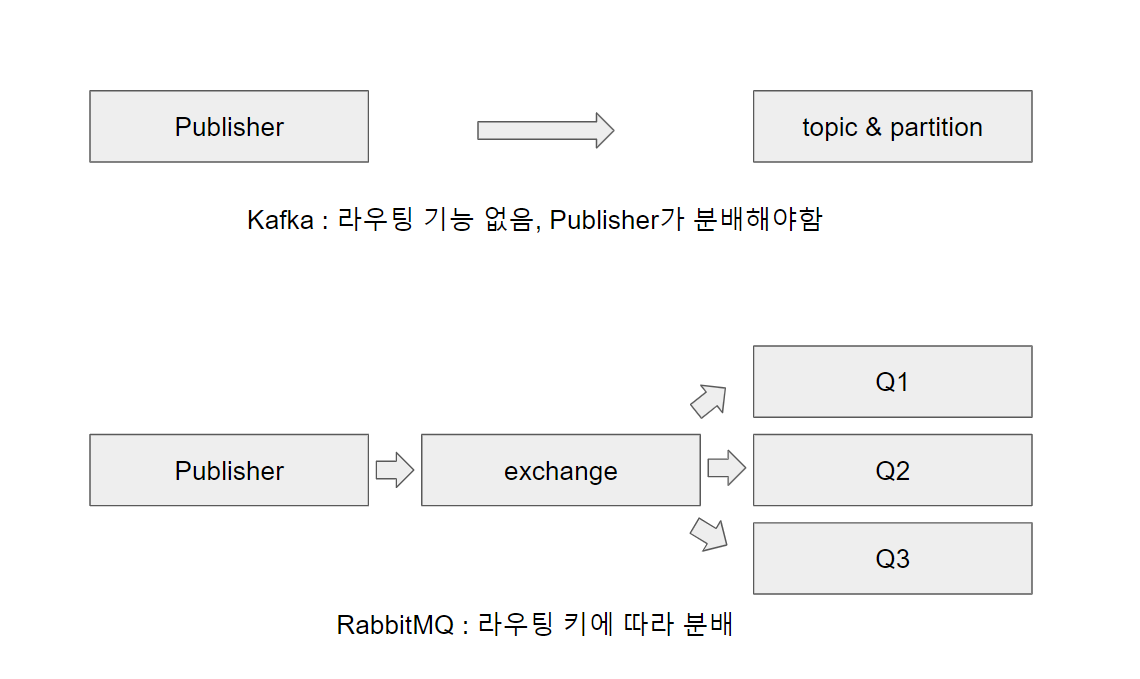 Publisher
topic & partition
Kafka : 라우팅 기능 없음, Publisher가 분배해야함
Q1
Publisher
exchange
Q2
Q3
RabbitMQ : 라우팅 키에 따라 분배